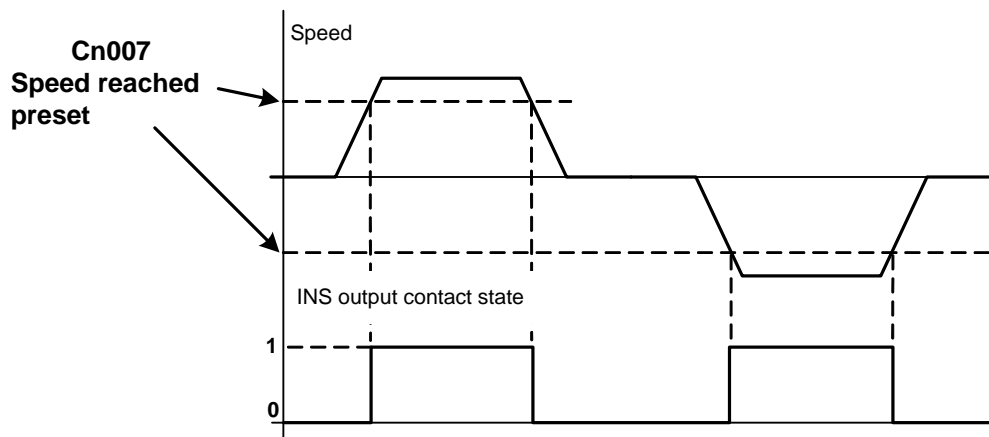 Speed
Cn007
Speed reached
preset
INS output contact state
1
0